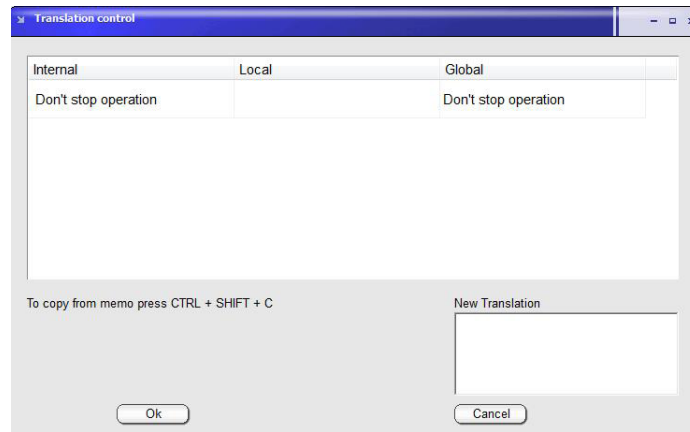 Translation control
Internal Local Global
Don't stop operation Don't stop operation
To copy from memo press CTRL + SHIFT + C
New Translation
Ok Cancel